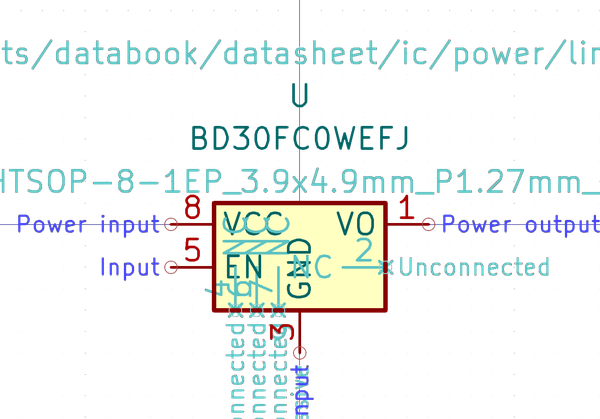 ts/databook/datasheet/ic/power/lin
U
BD30FC0WEFJ
HTSOP-8-1EP_3.9x4.9mm_P1.27mm_
Power input 8 VCC VO 1 Power output
Input 5 EN GND NC 2 Unconnected
3
nnected
nnected
nnected
nput